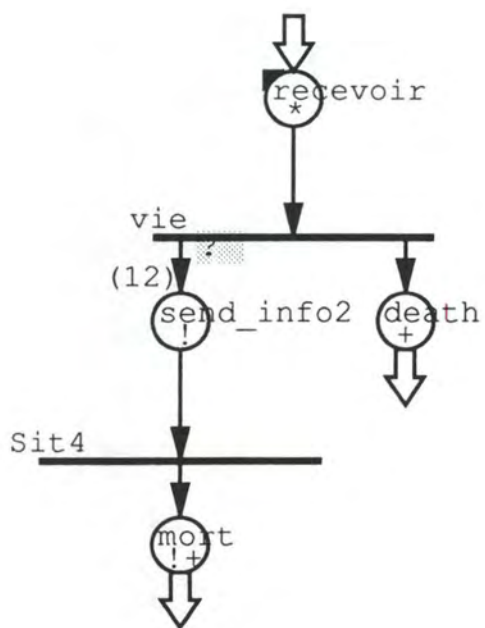 recevoir
*
vie
?
(12)
send_info2 death
! +
Sit4
mort
!+